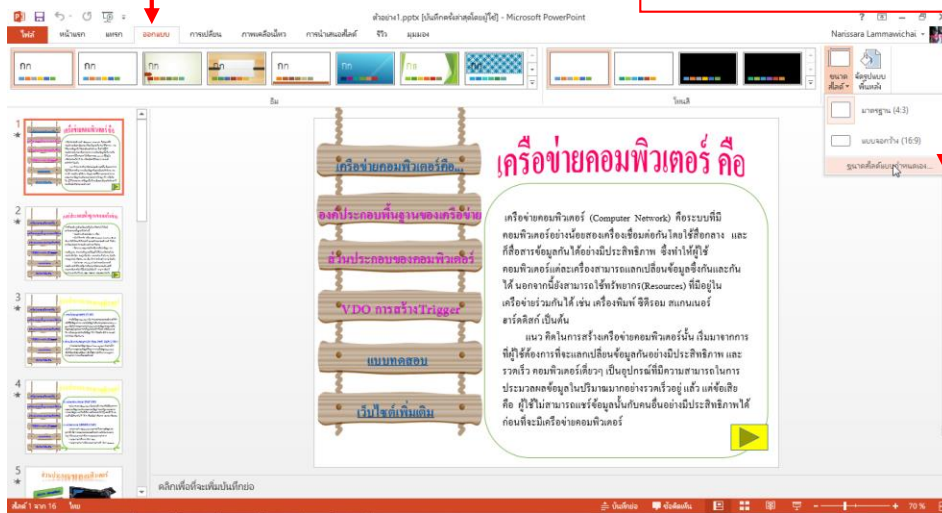 ตัวอย่าง1.pptx [บันทึกครั้งล่าสุดโดยผู้ใช้] - Microsoft PowerPoint
ไฟล์ หน้าแรก แทรก ออกแบบ การเปลี่ยน ภาพเคลื่อนไหว การนำเสนอสไลด์ รีวิว มุมมอง
Narissara Lammawichai
กก กก กก กก กก กก กก กก
ธีม
โทนสี
ขนาดสไลด์
จัดรูปแบบพื้นหลัง
มาตรฐาน (4:3)
แบบจอกว้าง (16:9)
ขนาดสไลด์แบบกำหนดเอง...
1
2
3
4
5
เครือข่ายคอมพิวเตอร์คือ...
องค์ประกอบพื้นฐานของเครือข่าย
ส่วนประกอบของคอมพิวเตอร์
VDO การสร้างTrigger
แบบทดสอบ
เว็บไซต์เพิ่มเติม
เครือข่ายคอมพิวเตอร์ คือ
เครือข่ายคอมพิวเตอร์ (Computer Network) คือระบบที่มี
คอมพิวเตอร์อย่างน้อยสองเครื่องเชื่อมต่อกันโดยใช้สื่อกลาง และ
ก็สื่อสารข้อมูลกันได้อย่างมีประสิทธิภาพ ซึ่งทำให้ผู้ใช้
คอมพิวเตอร์แต่ละเครื่องสามารถแลกเปลี่ยนข้อมูลซึ่งกันและกัน
ได้ นอกจากนี้ยังสามารถใช้ทรัพยากร(Resources) ที่มีอยู่ใน
เครือข่ายร่วมกันได้ เช่น เครื่องพิมพ์ ซีดีรอม สแกนเนอร์
ฮาร์ดดิสก์ เป็นต้น
แนว คิดในการสร้างเครือข่ายคอมพิวเตอร์นั้น เริ่มมาจากการ
ที่ผู้ใช้ต้องการที่จะแลกเปลี่ยนข้อมูลกันอย่างมีประสิทธิภาพ และ
รวดเร็ว คอมพิวเตอร์เดี่ยวๆ เป็นอุปกรณ์ที่มีความสามารถในการ
ประมวลผลข้อมูลในปริมาณมากอย่างรวดเร็วอยู่ แล้ว แต่ข้อเสีย
คือ ผู้ใช้ไม่สามารถแชร์ข้อมูลนั้นกับคนอื่นอย่างมีประสิทธิภาพได้
ก่อนที่จะมีเครือข่ายคอมพิวเตอร์
คลิกเพื่อที่จะเพิ่มบันทึกย่อ
สไลด์ 1 จาก 16 ไทย บันทึกย่อ ข้อคิดเห็น 70 %